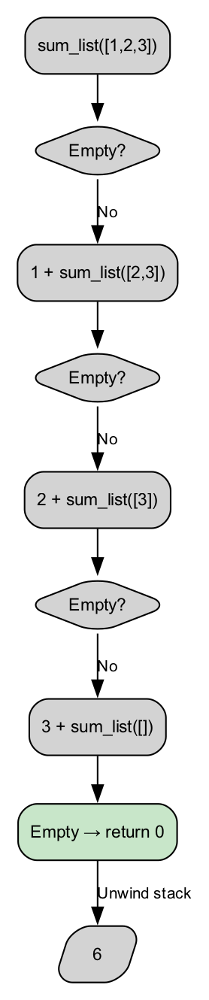 sum_list([1,2,3])
Empty?
No
1 + sum_list([2,3])
Empty?
No
2 + sum_list([3])
Empty?
No
3 + sum_list([])
Empty → return 0
Unwind stack
6